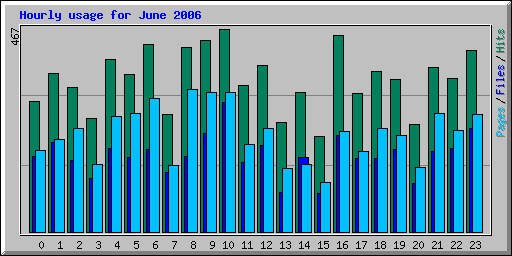 Hourly usage for June 2006
467
Pages / Files / Hits
0 1 2 3 4 5 6 7 8 9 10 11 12 13 14 15 16 17 18 19 20 21 22 23